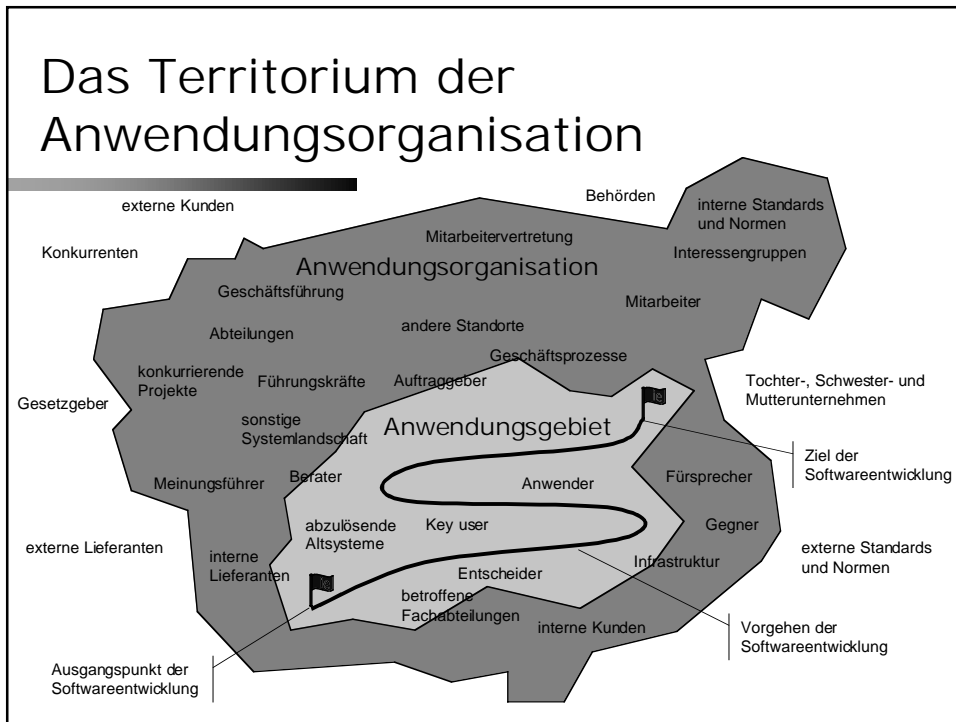 Das Territorium der
Anwendungsorganisation
Behörden
externe Kunden
interne Standards
und Normen
Mitarbeitervertretung
Konkurrenten
Interessengruppen
Anwendungsorganisation
Geschäftsführung
Mitarbeiter
andere Standorte
Abteilungen
Geschäftsprozesse
konkurrierende
Projekte
Führungskräfte
Auftraggeber
Tochter-, Schwester- und
Mutterunternehmen
Gesetzgeber
sonstige
Systemlandschaft
Anwendungsgebiet
Ziel der
Softwareentwicklung
Meinungsführer
Berater
Anwender
Fürsprecher
abzulösende
Altsysteme
Key user
Gegner
externe Lieferanten
externe Standards
und Normen
interne
Lieferanten
Infrastruktur
Entscheider
betroffene
Fachabteilungen
interne Kunden
Vorgehen der
Softwareentwicklung
Ausgangspunkt der
Softwareentwicklung